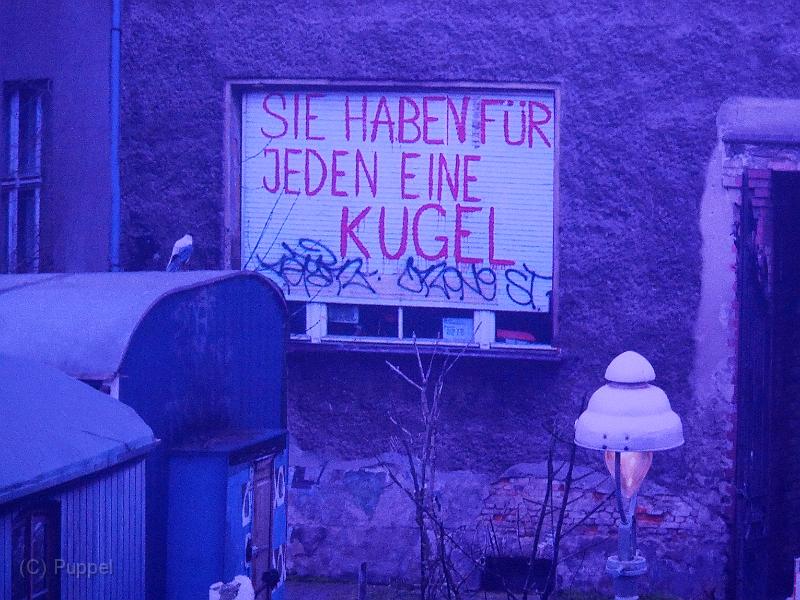 SIE HABEN FÜR
JEDEN EINE
KUGEL
(C) Puppel